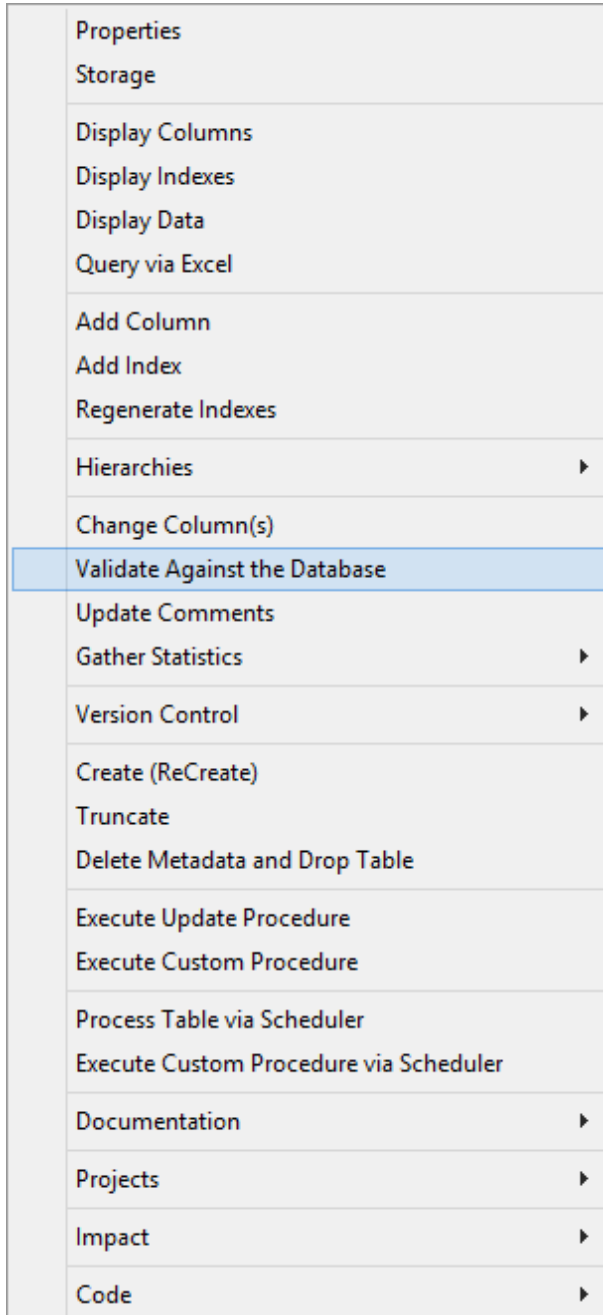 Properties
Storage
Display Columns
Display Indexes
Display Data
Query via Excel
Add Column
Add Index
Regenerate Indexes
Hierarchies
Change Column(s)
Validate Against the Database
Update Comments
Gather Statistics
Version Control
Create (ReCreate)
Truncate
Delete Metadata and Drop Table
Execute Update Procedure
Execute Custom Procedure
Process Table via Scheduler
Execute Custom Procedure via Scheduler
Documentation
Projects
Impact
Code